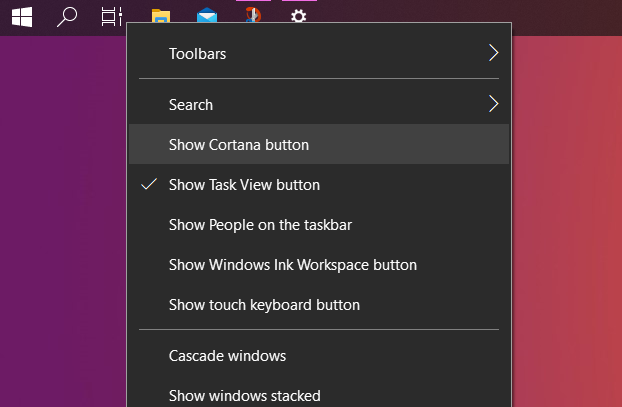 Toolbars
Search
Show Cortana button
Show Task View button
Show People on the taskbar
Show Windows Ink Workspace button
Show touch keyboard button
Cascade windows
Show windows stacked